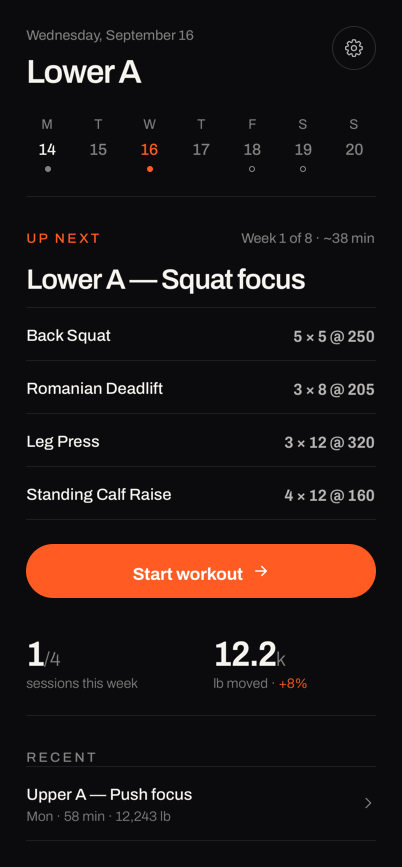 Wednesday, September 16
Lower A
M T W T F S S
14 15 16 17 18 19 20
UP NEXT Week 1 of 8 · ~38 min
Lower A — Squat focus
Back Squat 5 × 5 @ 250
Romanian Deadlift 3 × 8 @ 205
Leg Press 3 × 12 @ 320
Standing Calf Raise 4 × 12 @ 160
Start workout →
1/4 12.2k
sessions this week lb moved · +8%
RECENT
Upper A — Push focus
Mon · 58 min · 12,243 lb